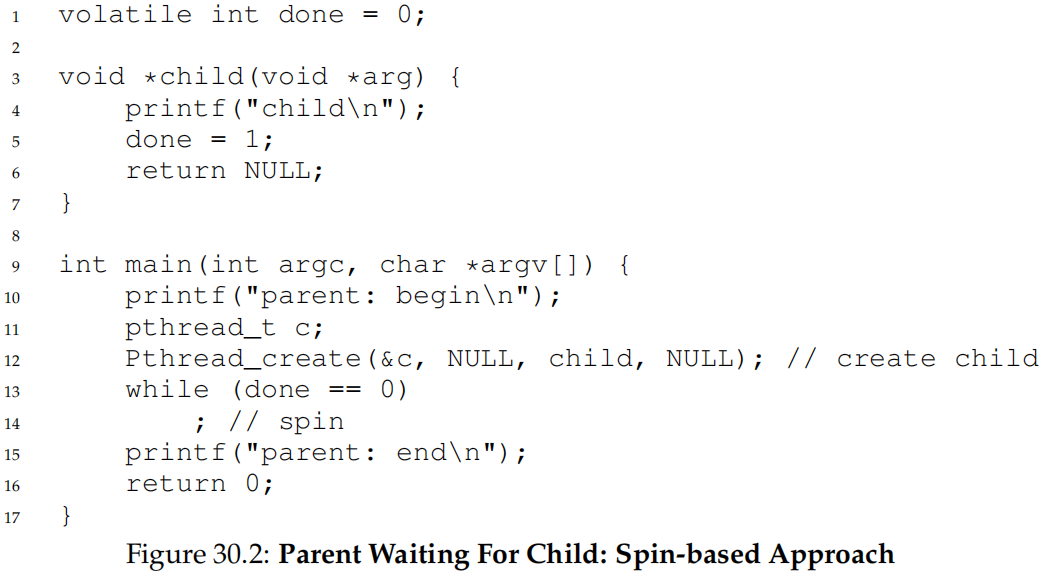 1 volatile int done = 0;
2
3 void *child(void *arg) {
4     printf("child\n");
5     done = 1;
6     return NULL;
7 }
8
9 int main(int argc, char *argv[]) {
10     printf("parent: begin\n");
11     pthread_t c;
12     Pthread_create(&c, NULL, child, NULL); // create child
13     while (done == 0)
14         ; // spin
15     printf("parent: end\n");
16     return 0;
17 }
Figure 30.2: Parent Waiting For Child: Spin-based Approach